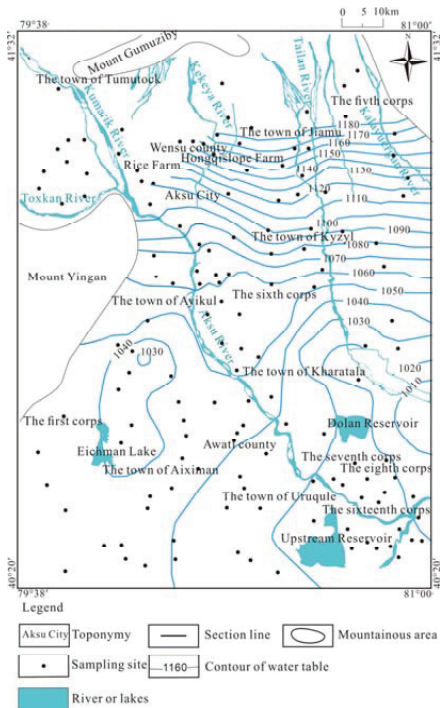 79°38'
81°00'
0 5 10km
N
41°32'
41°32'
Mount Gumuziby
The town of Tumutock
Kumarik River
Kekeya River
Tailan River
The fivth corps
Kalayuergun River
1180
1170
The town of Jiamu
1160
Wensu county
1150
Hongqislope Farm
Rice Farm
1140
1130
1120
Aksu City
1110
Toxkan River
1100
1090
The town of Kyzyl
1080
1070
Mount Yingan
1060
The sixth corps
1050
The town of Ayikul
1040
1030
Aksu River
1040
1030
1020
The town of Kharatala
1010
The first corps
Dolan Reservoir
Awati county
Eichman Lake
The seventh corps
The eighth corps
The town of Aiximan
The town of Uruqule
The sixteenth corps
Upstream Reservoir
40°20'
40°20'
79°38'
81°00'
Legend
Aksu City Toponymy Section line Mountainous area
Sampling site 1160 Contour of water table
River or lakes